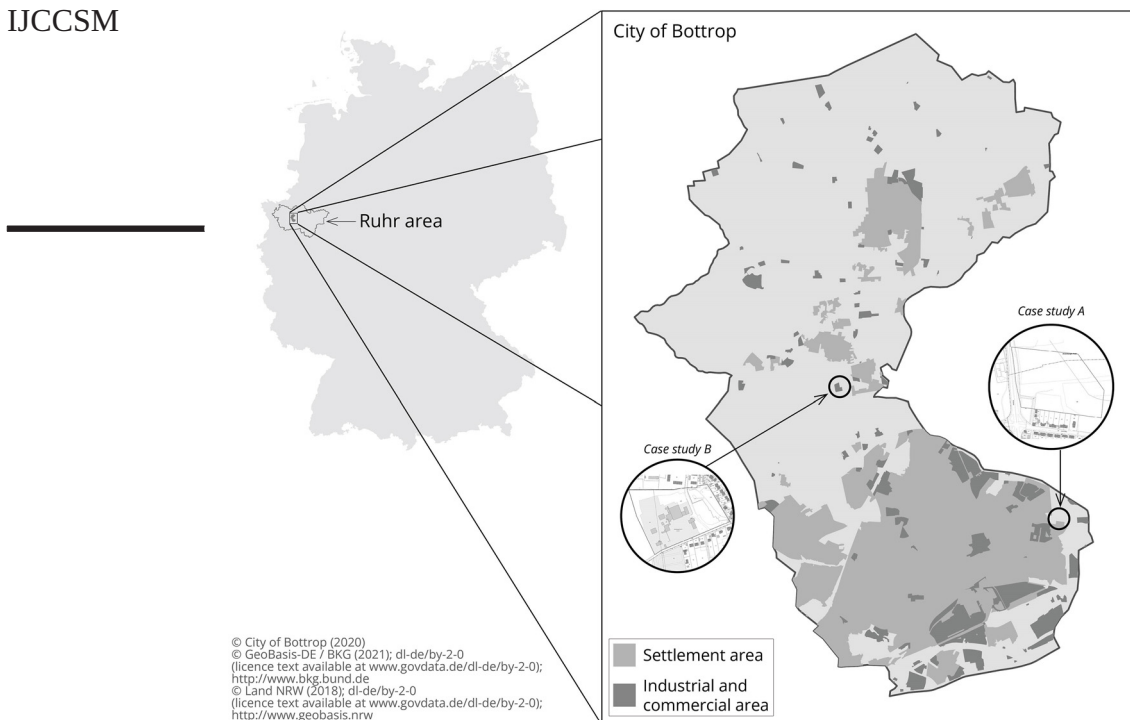 IJCCSM
Ruhr area
City of Bottrop
Case study A
Case study B
© City of Bottrop (2020)
© GeoBasis-DE / BKG (2021); dl-de/by-2-0
(licence text available at www.govdata.de/dl-de/by-2-0);
http://www.bkg.bund.de
© Land NRW (2018); dl-de/by-2-0
(licence text available at www.govdata.de/dl-de/by-2-0);
http://www.geobasis.nrw
Settlement area
Industrial and
commercial area